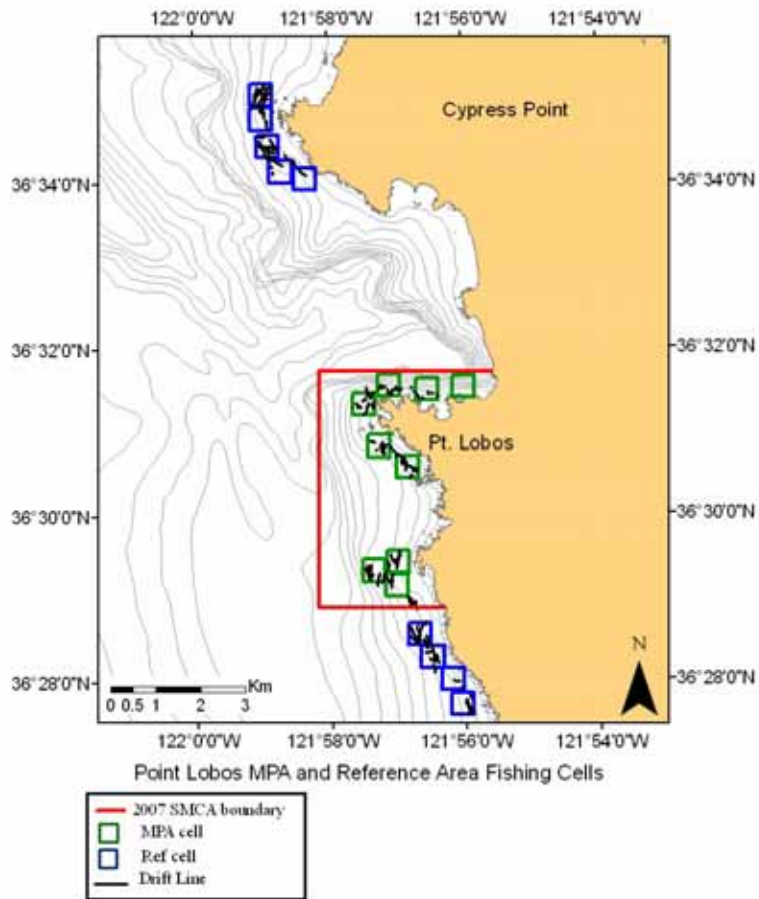 122°0'0"W 121°58'0"W 121°56'0"W 121°54'0"W
Cypress Point
36°34'0"N 36°34'0"N
36°32'0"N 36°32'0"N
Pt. Lobos
36°30'0"N 36°30'0"N
N
36°28'0"N 36°28'0"N
Km
0 0.5 1 2 3
122°0'0"W 121°58'0"W 121°56'0"W 121°54'0"W
Point Lobos MPA and Reference Area Fishing Cells
2007 SMCA boundary
MPA cell
Ref cell
Drift Line